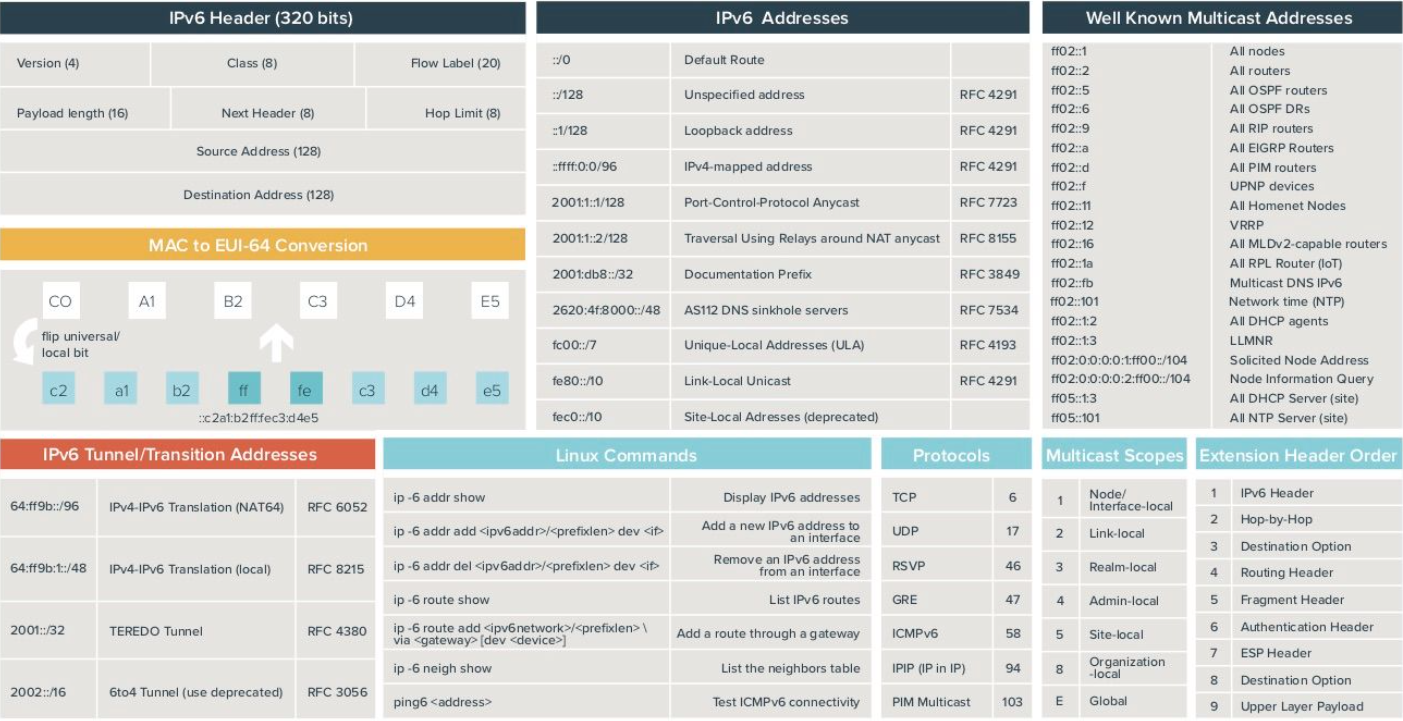 IPv6 Header (320 bits)
Version (4) Class (8) Flow Label (20)
Payload length (16) Next Header (8) Hop Limit (8)
Source Address (128)
Destination Address (128)
MAC to EUI-64 Conversion
CO A1 B2 C3 D4 E5
flip universal/
local bit
c2 a1 b2 ff fe c3 d4 e5
::c2a1:b2ff:fec3:d4e5
IPv6 Addresses
::/0 Default Route
::/128 Unspecified address RFC 4291
::1/128 Loopback address RFC 4291
::ffff:0:0/96 IPv4-mapped address RFC 4291
2001:1::1/128 Port-Control-Protocol Anycast RFC 7723
2001:1::2/128 Traversal Using Relays around NAT anycast RFC 8155
2001:db8::/32 Documentation Prefix RFC 3849
2620:4f:8000::/48 AS112 DNS sinkhole servers RFC 7534
fc00::/7 Unique-Local Addresses (ULA) RFC 4193
fe80::/10 Link-Local Unicast RFC 4291
fec0::/10 Site-Local Adresses (deprecated)
Well Known Multicast Addresses
ff02::1 All nodes
ff02::2 All routers
ff02::5 All OSPF routers
ff02::6 All OSPF DRs
ff02::9 All RIP routers
ff02::a All EIGRP Routers
ff02::d All PIM routers
ff02::f UPNP devices
ff02::11 All Homenet Nodes
ff02::12 VRRP
ff02::16 All MLDv2-capable routers
ff02::1a All RPL Router (IoT)
ff02::fb Multicast DNS IPv6
ff02::101 Network time (NTP)
ff02::1:2 All DHCP agents
ff02::1:3 LLMNR
ff02:0:0:0:0:1:ff00::/104 Solicited Node Address
ff02:0:0:0:0:2:ff00::/104 Node Information Query
ff05::1:3 All DHCP Server (site)
ff05::101 All NTP Server (site)
IPv6 Tunnel/Transition Addresses
64:ff9b::/96 IPv4-IPv6 Translation (NAT64) RFC 6052
64:ff9b:1::/48 IPv4-IPv6 Translation (local) RFC 8215
2001::/32 TEREDO Tunnel RFC 4380
2002::/16 6to4 Tunnel (use deprecated) RFC 3056
Linux Commands
ip -6 addr show Display IPv6 addresses
ip -6 addr add <ipv6addr>/<prefixlen> dev <if> Add a new IPv6 address to
an interface
ip -6 addr del <ipv6addr>/<prefixlen> dev <if> Remove an IPv6 address
from an interface
ip -6 route show List IPv6 routes
ip -6 route add <ipv6network>/<prefixlen> \
via <gateway> [dev <device>] Add a route through a gateway
ip -6 neigh show List the neighbors table
ping6 <address> Test ICMPv6 connectivity
Protocols
TCP 6
UDP 17
RSVP 46
GRE 47
ICMPv6 58
IPIP (IP in IP) 94
PIM Multicast 103
Multicast Scopes
1 Node/
Interface-local
2 Link-local
3 Realm-local
4 Admin-local
5 Site-local
8 Organization
-local
E Global
Extension Header Order
1 IPv6 Header
2 Hop-by-Hop
3 Destination Option
4 Routing Header
5 Fragment Header
6 Authentication Header
7 ESP Header
8 Destination Option
9 Upper Layer Payload